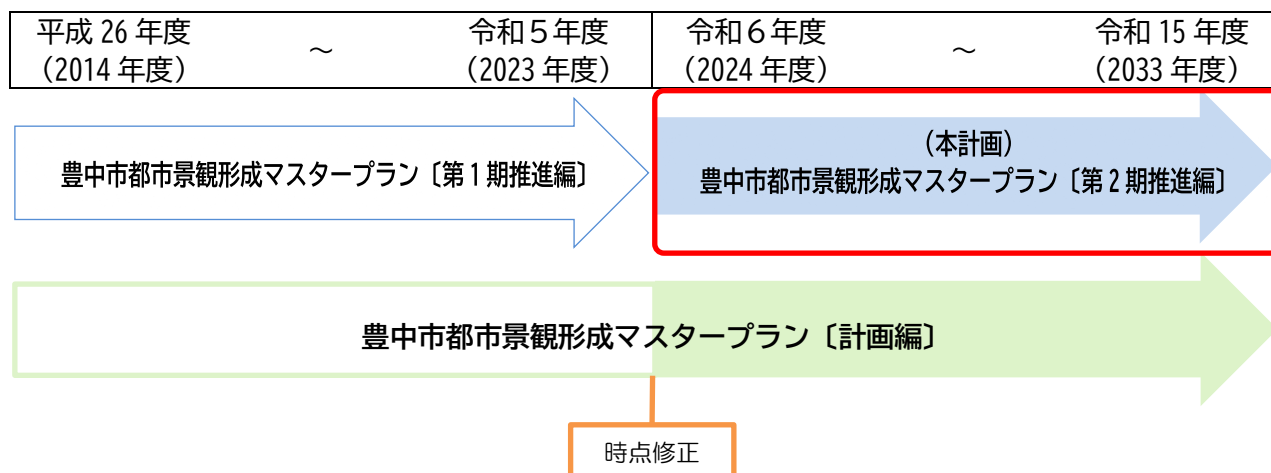 平成 26 年度 ～ 令和５年度 令和６年度 ～ 令和 15 年度
（2014 年度） （2023 年度） （2024 年度） （2033 年度）
（本計画）
豊中市都市景観形成マスタープラン〔第１期推進編〕
豊中市都市景観形成マスタープラン〔第２期推進編〕
豊中市都市景観形成マスタープラン〔計画編〕
時点修正